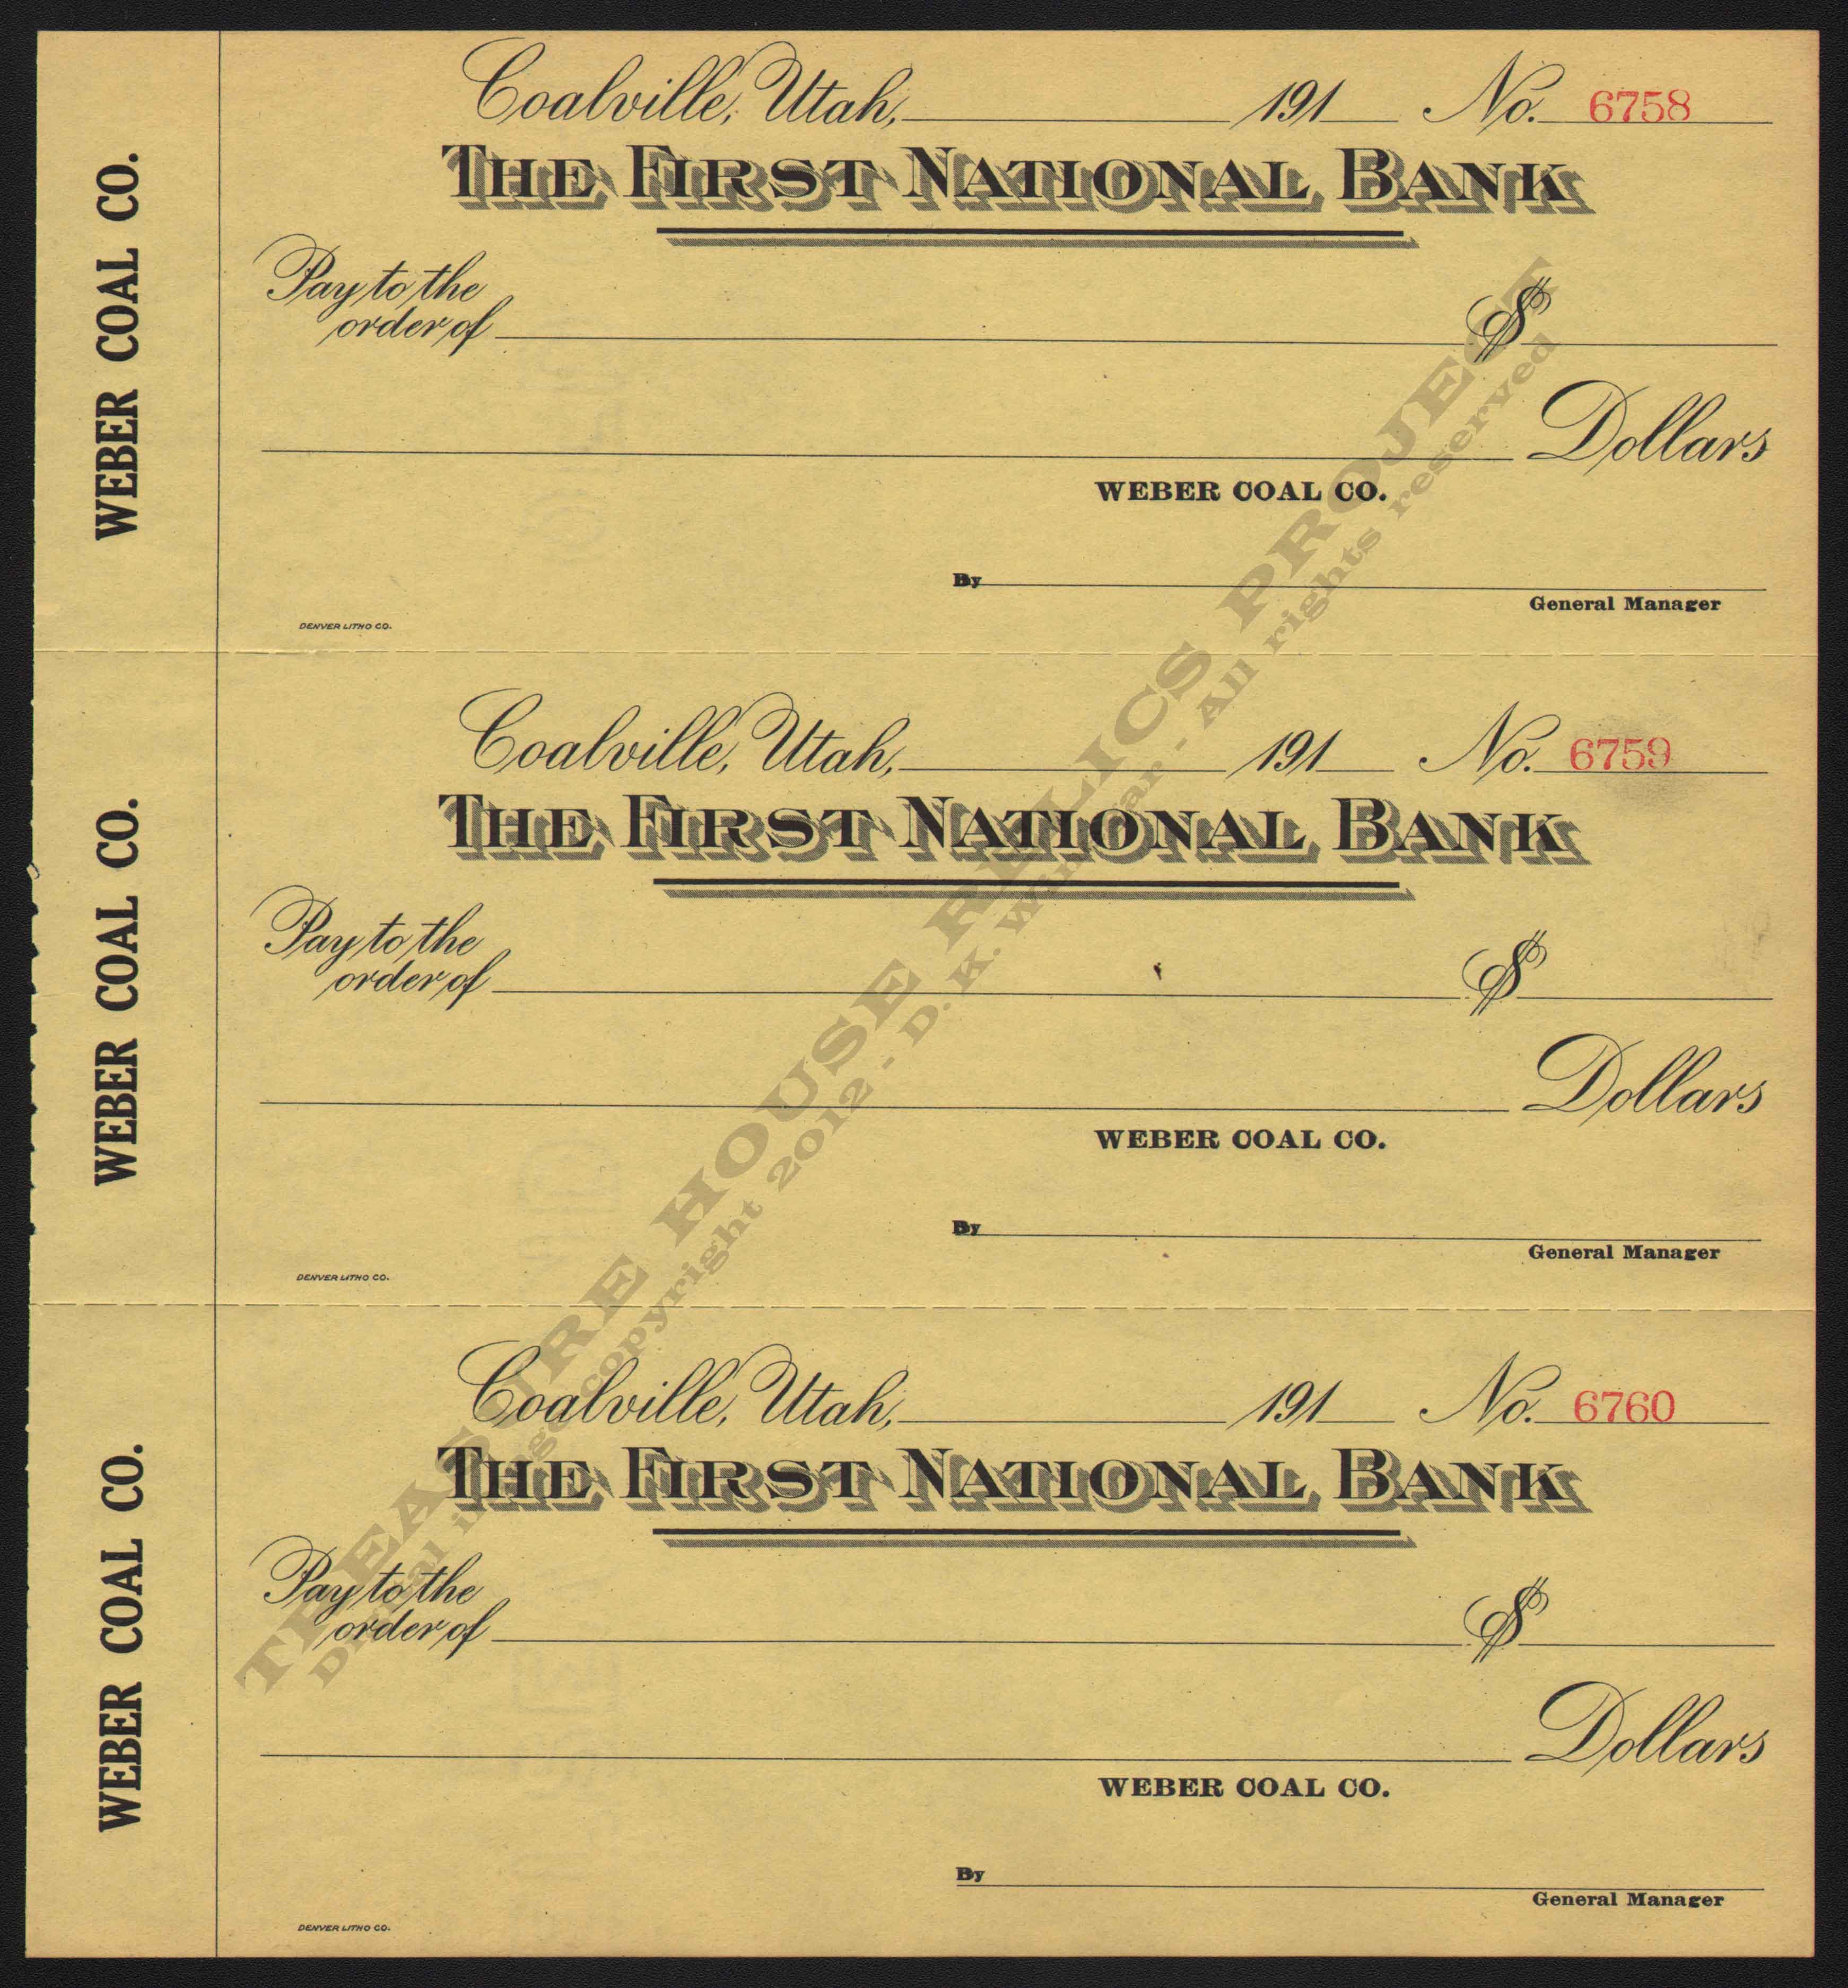 Coalville, Utah, 191 No. 6758
THE FIRST NATIONAL BANK
Pay to the
order of $
Dollars
WEBER COAL CO.
By
General Manager
DENVER LITHO CO.
WEBER COAL CO.
Coalville, Utah, 191 No. 6759
THE FIRST NATIONAL BANK
Pay to the
order of $
Dollars
WEBER COAL CO.
By
General Manager
DENVER LITHO CO.
WEBER COAL CO.
Coalville, Utah, 191 No. 6760
THE FIRST NATIONAL BANK
Pay to the
order of $
Dollars
WEBER COAL CO.
By
General Manager
DENVER LITHO CO.
WEBER COAL CO.
TREASURE HOUSE RELICS PROJECT
Digital image copyright 2012 - D. K. - All rights reserved